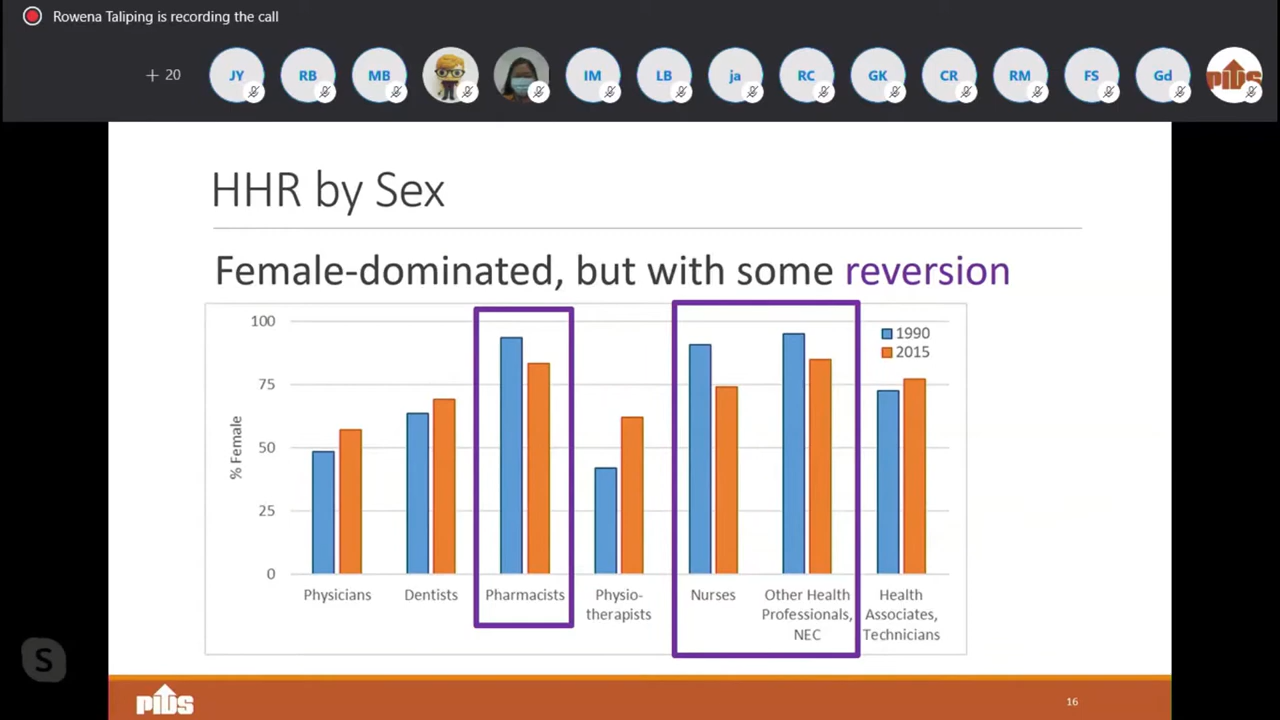 Rowena Taliping is recording the call
+ 20
JY
RB
MB
IM
LB
ja
RC
GK
CR
RM
FS
Gd
PIDS
HHR by Sex
Female-dominated, but with some reversion
100
75
50
25
0
% Female
1990
2015
Physicians
Dentists
Pharmacists
Physio-
therapists
Nurses
Other Health
Professionals,
NEC
Health
Associates,
Technicians
S
PIDS
16